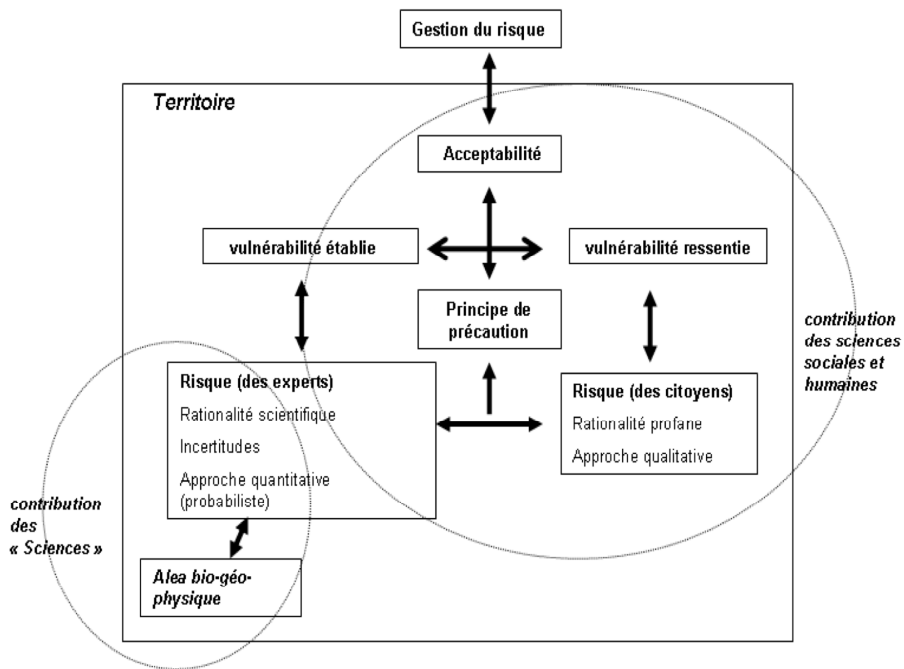 Gestion du risque
Territoire
Acceptabilité
vulnérabilité établie
vulnérabilité ressentie
Principe de
précaution
contribution
des sciences
sociales et
humaines
Risque (des experts)
Rationalité scientifique
Incertitudes
Approche quantitative
(probabiliste)
Risque (des citoyens)
Rationalité profane
Approche qualitative
contribution
des
« Sciences »
Alea bio-géo-
physique